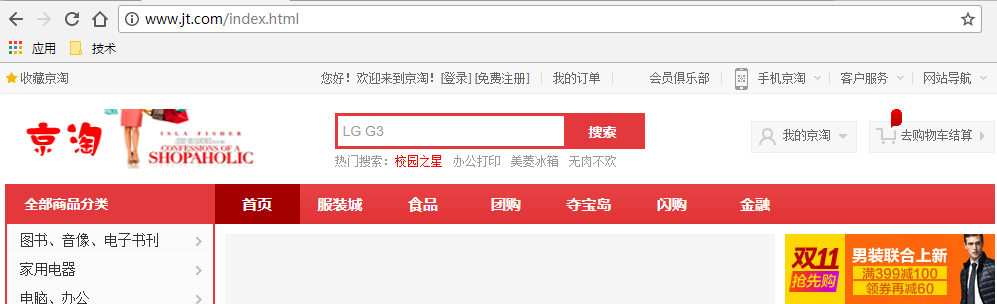 www.jt.com/index.html
应用 技术
收藏京淘 您好！欢迎来到京淘！[登录] [免费注册] 我的订单 会员俱乐部 手机京淘 客户服务 网站导航
京淘 ISLA FISHER
CONFESSIONS OF A
SHOPAHOLIC
LG G3 搜索 我的京淘 去购物车结算
热门搜索： 校园之星 办公打印 美菱冰箱 无肉不欢
全部商品分类 首页 服装城 食品 团购 夺宝岛 闪购 金融
图书、音像、电子书刊
家用电器
电脑、办公
双11 抢先购
男装联合上新
满399减100
领券再减60